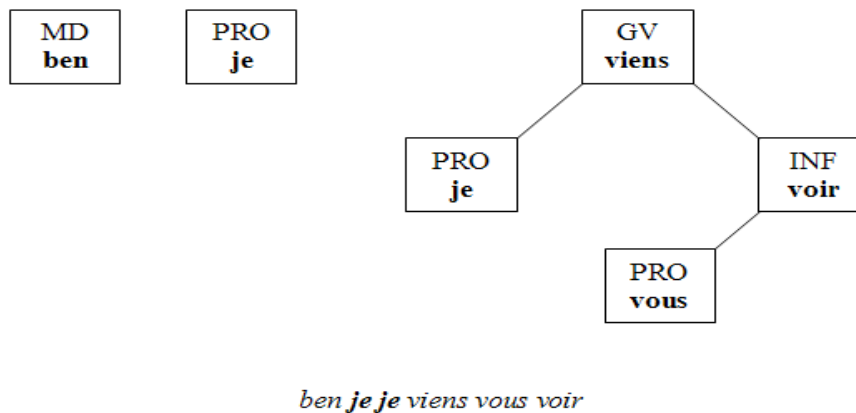 MD
ben
PRO
je
GV
viens
PRO
je
INF
voir
PRO
vous
ben je je viens vous voir